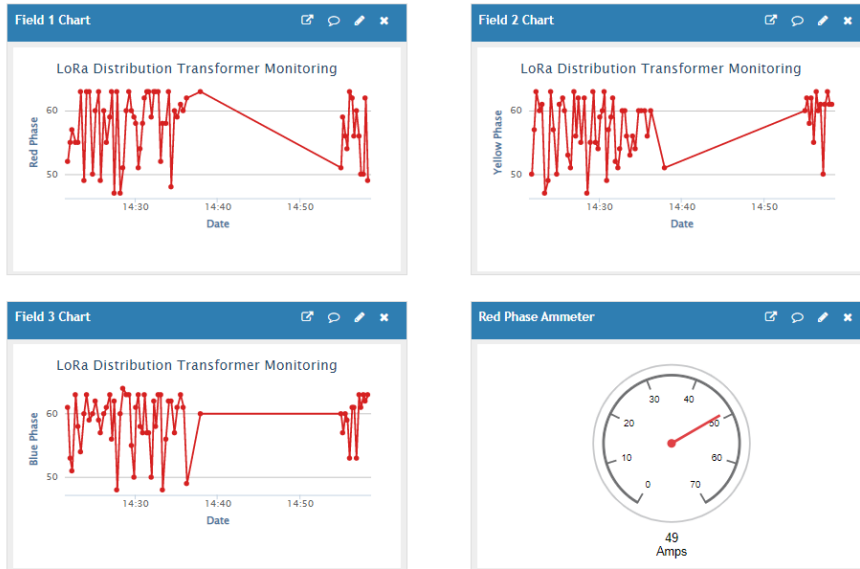 Field 1 Chart
LoRa Distribution Transformer Monitoring
Red Phase
60
50
14:30 14:40 14:50
Date
Field 2 Chart
LoRa Distribution Transformer Monitoring
Yellow Phase
60
50
14:30 14:40 14:50
Date
Field 3 Chart
LoRa Distribution Transformer Monitoring
Blue Phase
60
50
14:30 14:40 14:50
Date
Red Phase Ammeter
30 40
20 50
10 60
0 70
49
Amps